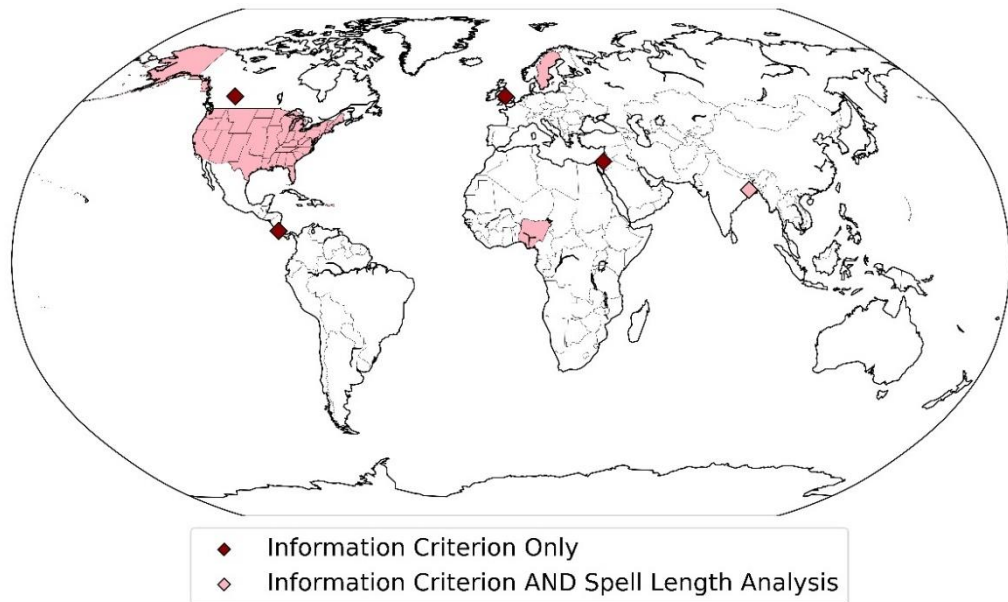 Information Criterion Only
Information Criterion AND Spell Length Analysis